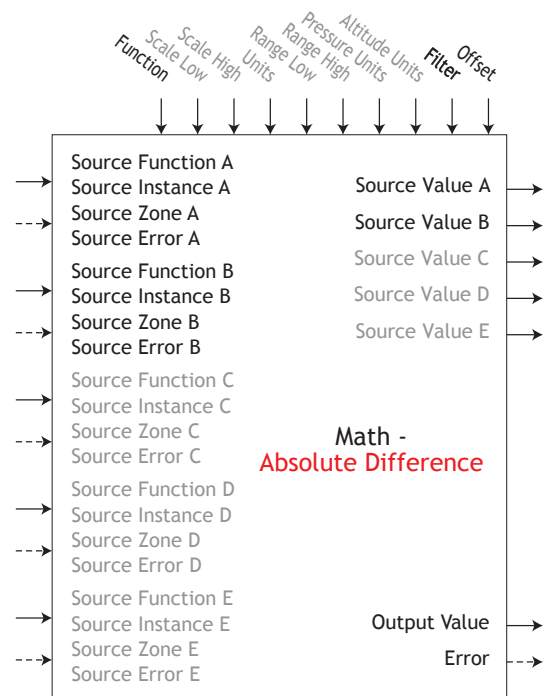 Function
Scale Low
Scale High
Units
Range Low
Range High
Pressure Units
Altitude Units
Filter
Offset
Source Function A
Source Instance A
Source Zone A
Source Error A
Source Function B
Source Instance B
Source Zone B
Source Error B
Source Function C
Source Instance C
Source Zone C
Source Error C
Source Function D
Source Instance D
Source Zone D
Source Error D
Source Function E
Source Instance E
Source Zone E
Source Error E
Source Value A
Source Value B
Source Value C
Source Value D
Source Value E
Math -
Absolute Difference
Output Value
Error